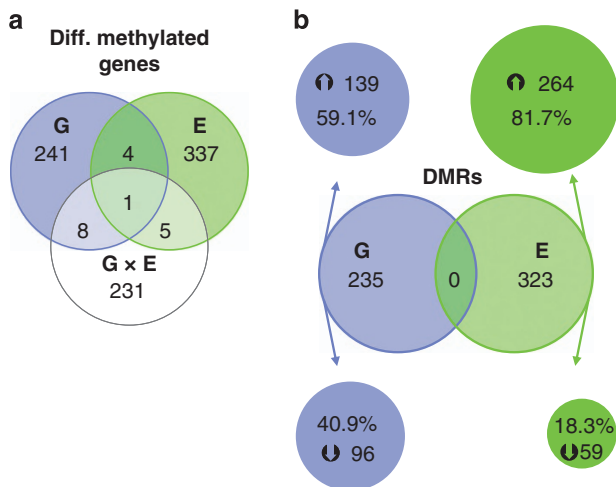 a
Diff. methylated
genes
G
241
4
E
337
1
8
5
G × E
231
b
139
59.1%
264
81.7%
DMRs
G
235
0
E
323
40.9%
96
18.3%
59